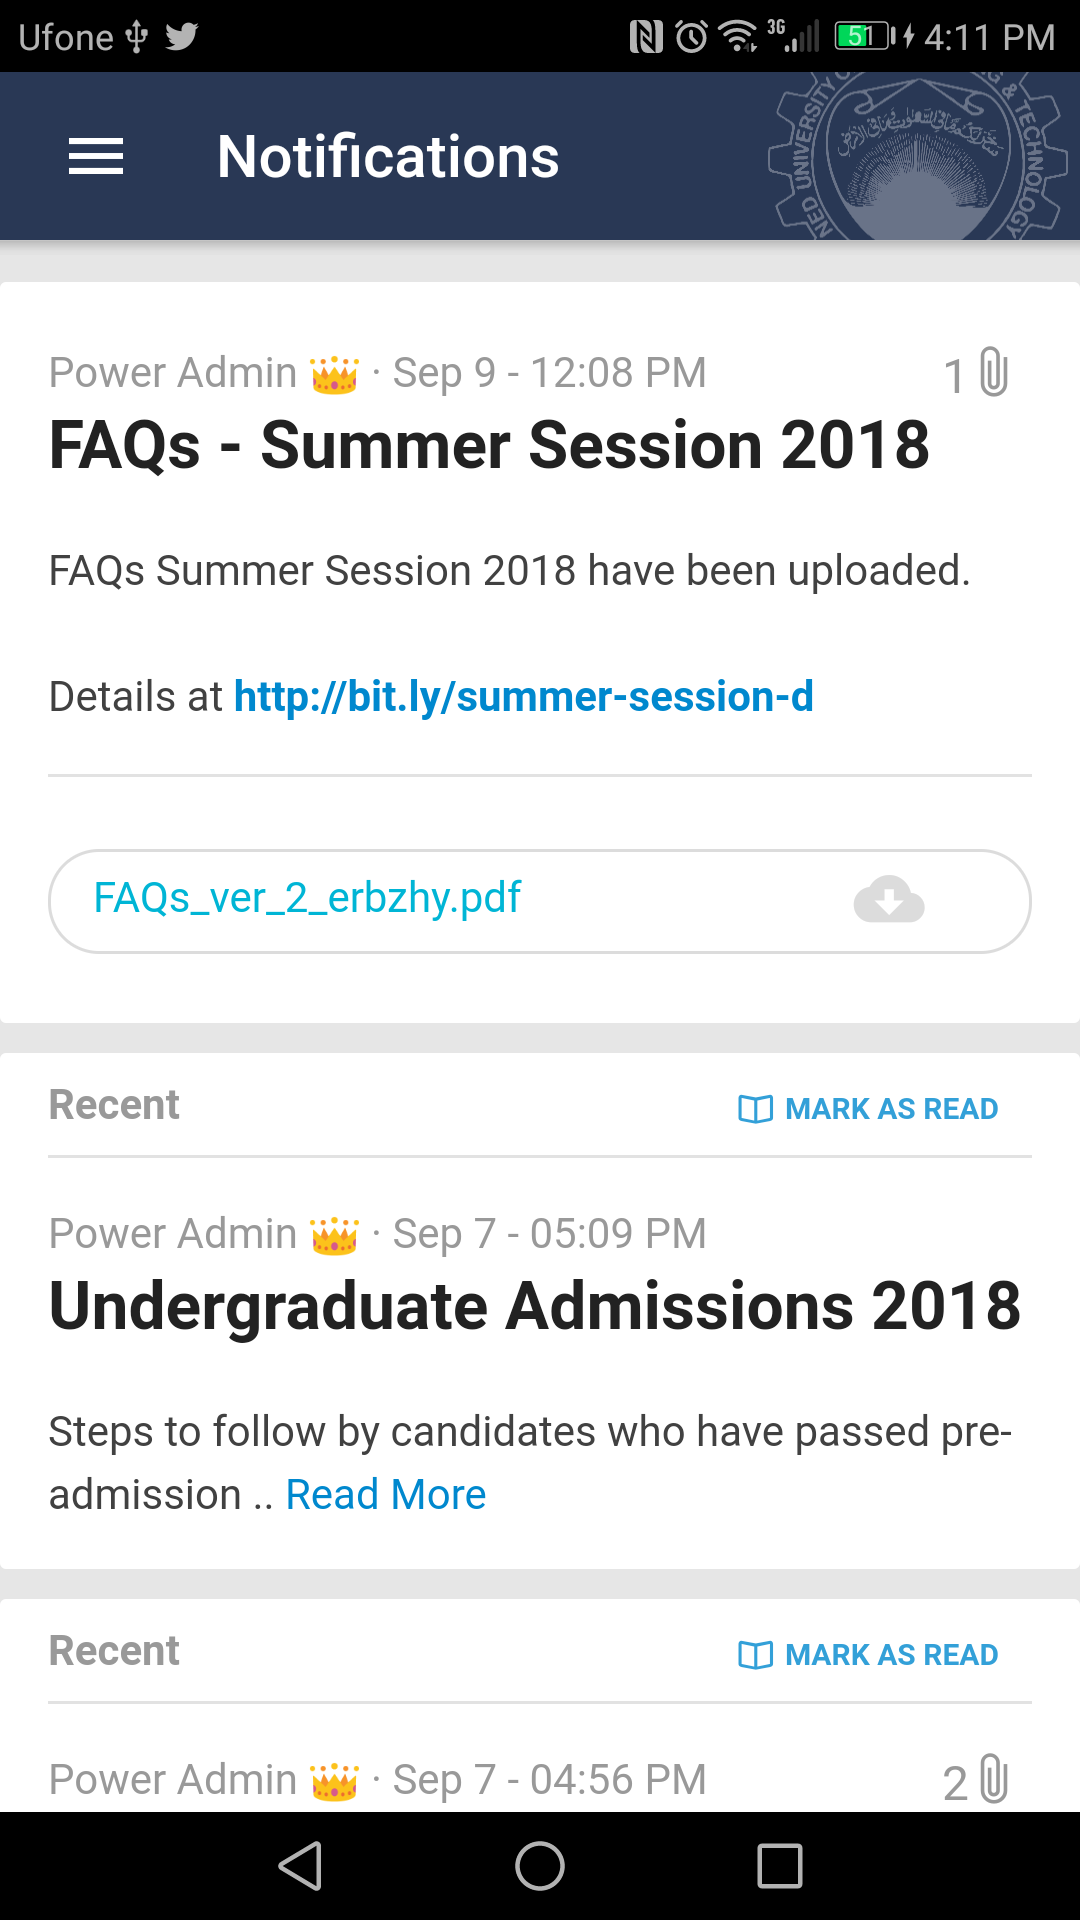 Ufone 3G 51 4:11 PM
Notifications
NED UNIVERSITY O
G & TECHNOLOGY
Power Admin 👑 · Sep 9 - 12:08 PM 1
FAQs - Summer Session 2018
FAQs Summer Session 2018 have been uploaded.
Details at http://bit.ly/summer-session-d
FAQs_ver_2_erbzhy.pdf
Recent MARK AS READ
Power Admin 👑 · Sep 7 - 05:09 PM
Undergraduate Admissions 2018
Steps to follow by candidates who have passed pre-
admission .. Read More
Recent MARK AS READ
Power Admin 👑 · Sep 7 - 04:56 PM 2